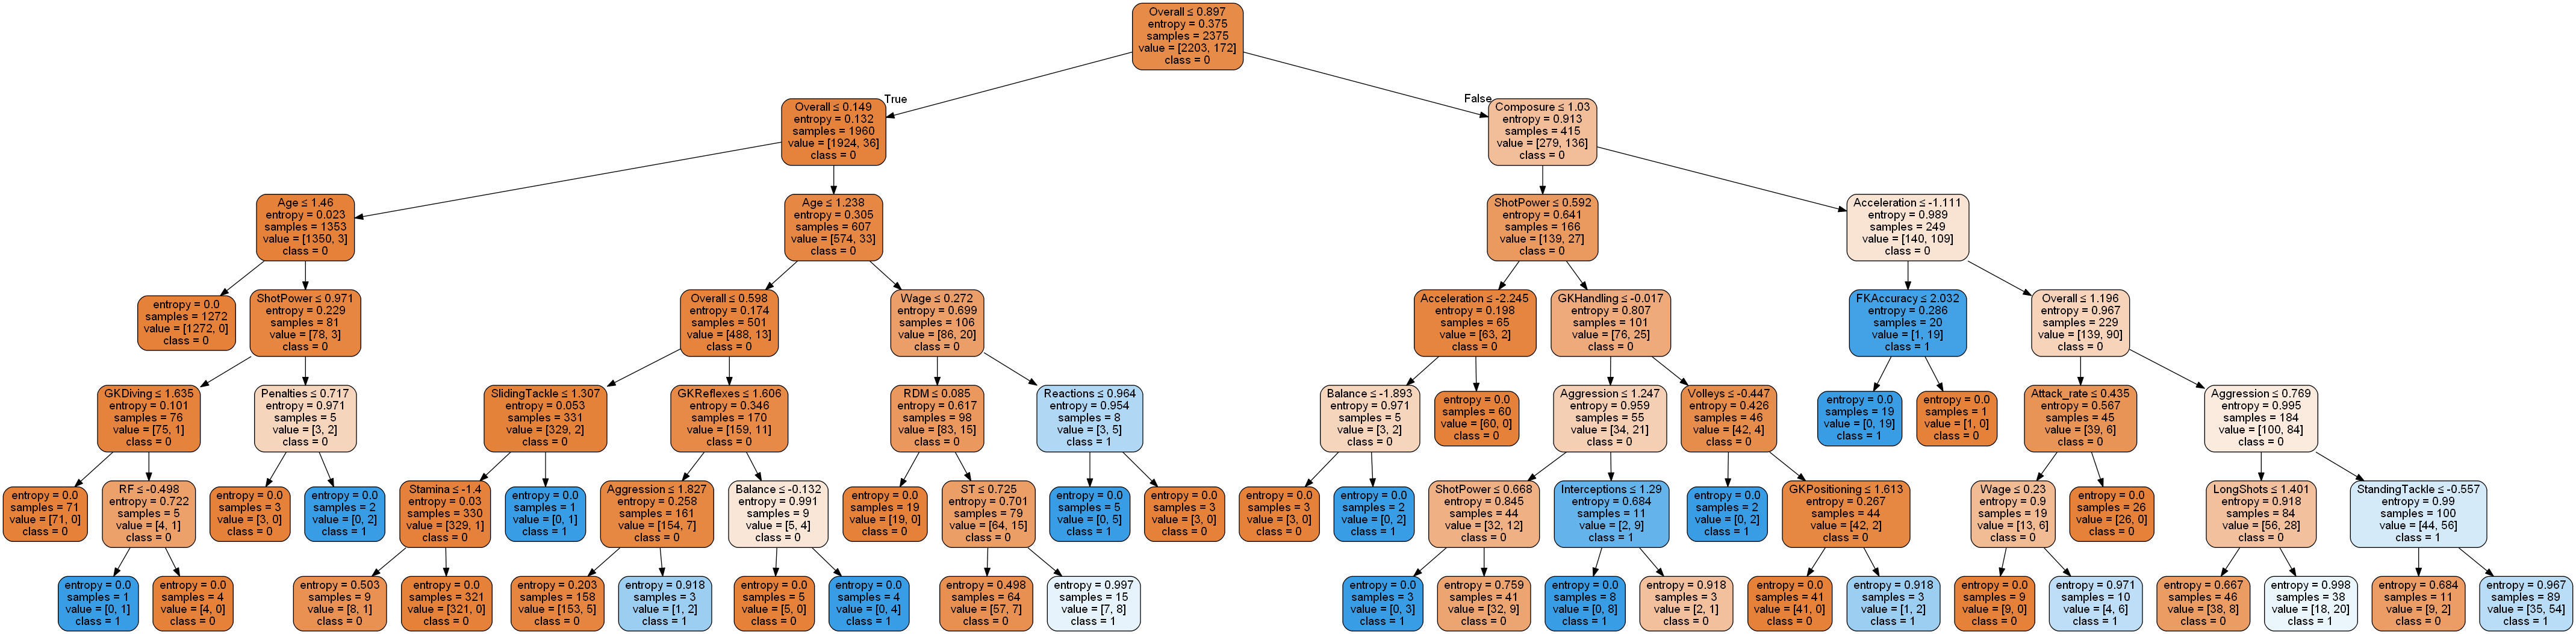 Overall ≤ 0.897
entropy = 0.375
samples = 2375
value = [2203, 172]
class = 0
True
False
Overall ≤ 0.149
entropy = 0.132
samples = 1960
value = [1924, 36]
class = 0
Composure ≤ 1.03
entropy = 0.913
samples = 415
value = [279, 136]
class = 0
Age ≤ 1.46
entropy = 0.023
samples = 1353
value = [1350, 3]
class = 0
Age ≤ 1.238
entropy = 0.305
samples = 607
value = [574, 33]
class = 0
ShotPower ≤ 0.592
entropy = 0.641
samples = 166
value = [139, 27]
class = 0
Acceleration ≤ -1.111
entropy = 0.989
samples = 249
value = [140, 109]
class = 0
entropy = 0.0
samples = 1272
value = [1272, 0]
class = 0
ShotPower ≤ 0.971
entropy = 0.229
samples = 81
value = [78, 3]
class = 0
Overall ≤ 0.598
entropy = 0.174
samples = 501
value = [488, 13]
class = 0
Wage ≤ 0.272
entropy = 0.699
samples = 106
value = [86, 20]
class = 0
Acceleration ≤ -2.245
entropy = 0.198
samples = 65
value = [63, 2]
class = 0
GKHandling ≤ -0.017
entropy = 0.807
samples = 101
value = [76, 25]
class = 0
FKAccuracy ≤ 2.032
entropy = 0.286
samples = 20
value = [1, 19]
class = 1
Overall ≤ 1.196
entropy = 0.967
samples = 229
value = [139, 90]
class = 0
GKDiving ≤ 1.635
entropy = 0.101
samples = 76
value = [75, 1]
class = 0
Penalties ≤ 0.717
entropy = 0.971
samples = 5
value = [3, 2]
class = 0
SlidingTackle ≤ 1.307
entropy = 0.053
samples = 331
value = [329, 2]
class = 0
GKReflexes ≤ 1.606
entropy = 0.346
samples = 170
value = [159, 11]
class = 0
RDM ≤ 0.085
entropy = 0.617
samples = 98
value = [83, 15]
class = 0
Reactions ≤ 0.964
entropy = 0.954
samples = 8
value = [3, 5]
class = 1
Balance ≤ -1.893
entropy = 0.971
samples = 5
value = [3, 2]
class = 0
entropy = 0.0
samples = 60
value = [60, 0]
class = 0
Aggression ≤ 1.247
entropy = 0.959
samples = 55
value = [34, 21]
class = 0
Volleys ≤ -0.447
entropy = 0.426
samples = 46
value = [42, 4]
class = 0
entropy = 0.0
samples = 19
value = [0, 19]
class = 1
entropy = 0.0
samples = 1
value = [1, 0]
class = 0
Attack_rate ≤ 0.435
entropy = 0.567
samples = 45
value = [39, 6]
class = 0
Aggression ≤ 0.769
entropy = 0.995
samples = 184
value = [100, 84]
class = 0
entropy = 0.0
samples = 71
value = [71, 0]
class = 0
RF ≤ -0.498
entropy = 0.722
samples = 5
value = [4, 1]
class = 0
entropy = 0.0
samples = 3
value = [3, 0]
class = 0
entropy = 0.0
samples = 2
value = [0, 2]
class = 1
Stamina ≤ -1.4
entropy = 0.03
samples = 330
value = [329, 1]
class = 0
entropy = 0.0
samples = 1
value = [0, 1]
class = 1
Aggression ≤ 1.827
entropy = 0.258
samples = 161
value = [154, 7]
class = 0
Balance ≤ -0.132
entropy = 0.991
samples = 9
value = [5, 4]
class = 0
entropy = 0.0
samples = 19
value = [19, 0]
class = 0
ST ≤ 0.725
entropy = 0.701
samples = 79
value = [64, 15]
class = 0
entropy = 0.0
samples = 5
value = [0, 5]
class = 1
entropy = 0.0
samples = 3
value = [3, 0]
class = 0
entropy = 0.0
samples = 3
value = [3, 0]
class = 0
entropy = 0.0
samples = 2
value = [0, 2]
class = 1
ShotPower ≤ 0.668
entropy = 0.845
samples = 44
value = [32, 12]
class = 0
Interceptions ≤ 1.29
entropy = 0.684
samples = 11
value = [2, 9]
class = 1
entropy = 0.0
samples = 2
value = [0, 2]
class = 1
GKPositioning ≤ 1.613
entropy = 0.267
samples = 44
value = [42, 2]
class = 0
Wage ≤ 0.23
entropy = 0.9
samples = 19
value = [13, 6]
class = 0
entropy = 0.0
samples = 26
value = [26, 0]
class = 0
LongShots ≤ 1.401
entropy = 0.918
samples = 84
value = [56, 28]
class = 0
StandingTackle ≤ -0.557
entropy = 0.99
samples = 100
value = [44, 56]
class = 1
entropy = 0.0
samples = 1
value = [0, 1]
class = 1
entropy = 0.0
samples = 4
value = [4, 0]
class = 0
entropy = 0.503
samples = 9
value = [8, 1]
class = 0
entropy = 0.0
samples = 321
value = [321, 0]
class = 0
entropy = 0.203
samples = 158
value = [153, 5]
class = 0
entropy = 0.918
samples = 3
value = [1, 2]
class = 1
entropy = 0.0
samples = 5
value = [5, 0]
class = 0
entropy = 0.0
samples = 4
value = [0, 4]
class = 1
entropy = 0.498
samples = 64
value = [57, 7]
class = 0
entropy = 0.997
samples = 15
value = [7, 8]
class = 1
entropy = 0.0
samples = 3
value = [0, 3]
class = 1
entropy = 0.759
samples = 41
value = [32, 9]
class = 0
entropy = 0.0
samples = 8
value = [0, 8]
class = 1
entropy = 0.918
samples = 3
value = [2, 1]
class = 0
entropy = 0.0
samples = 41
value = [41, 0]
class = 0
entropy = 0.918
samples = 3
value = [1, 2]
class = 1
entropy = 0.0
samples = 9
value = [9, 0]
class = 0
entropy = 0.971
samples = 10
value = [4, 6]
class = 1
entropy = 0.667
samples = 46
value = [38, 8]
class = 0
entropy = 0.998
samples = 38
value = [18, 20]
class = 1
entropy = 0.684
samples = 11
value = [9, 2]
class = 0
entropy = 0.967
samples = 89
value = [35, 54]
class = 1